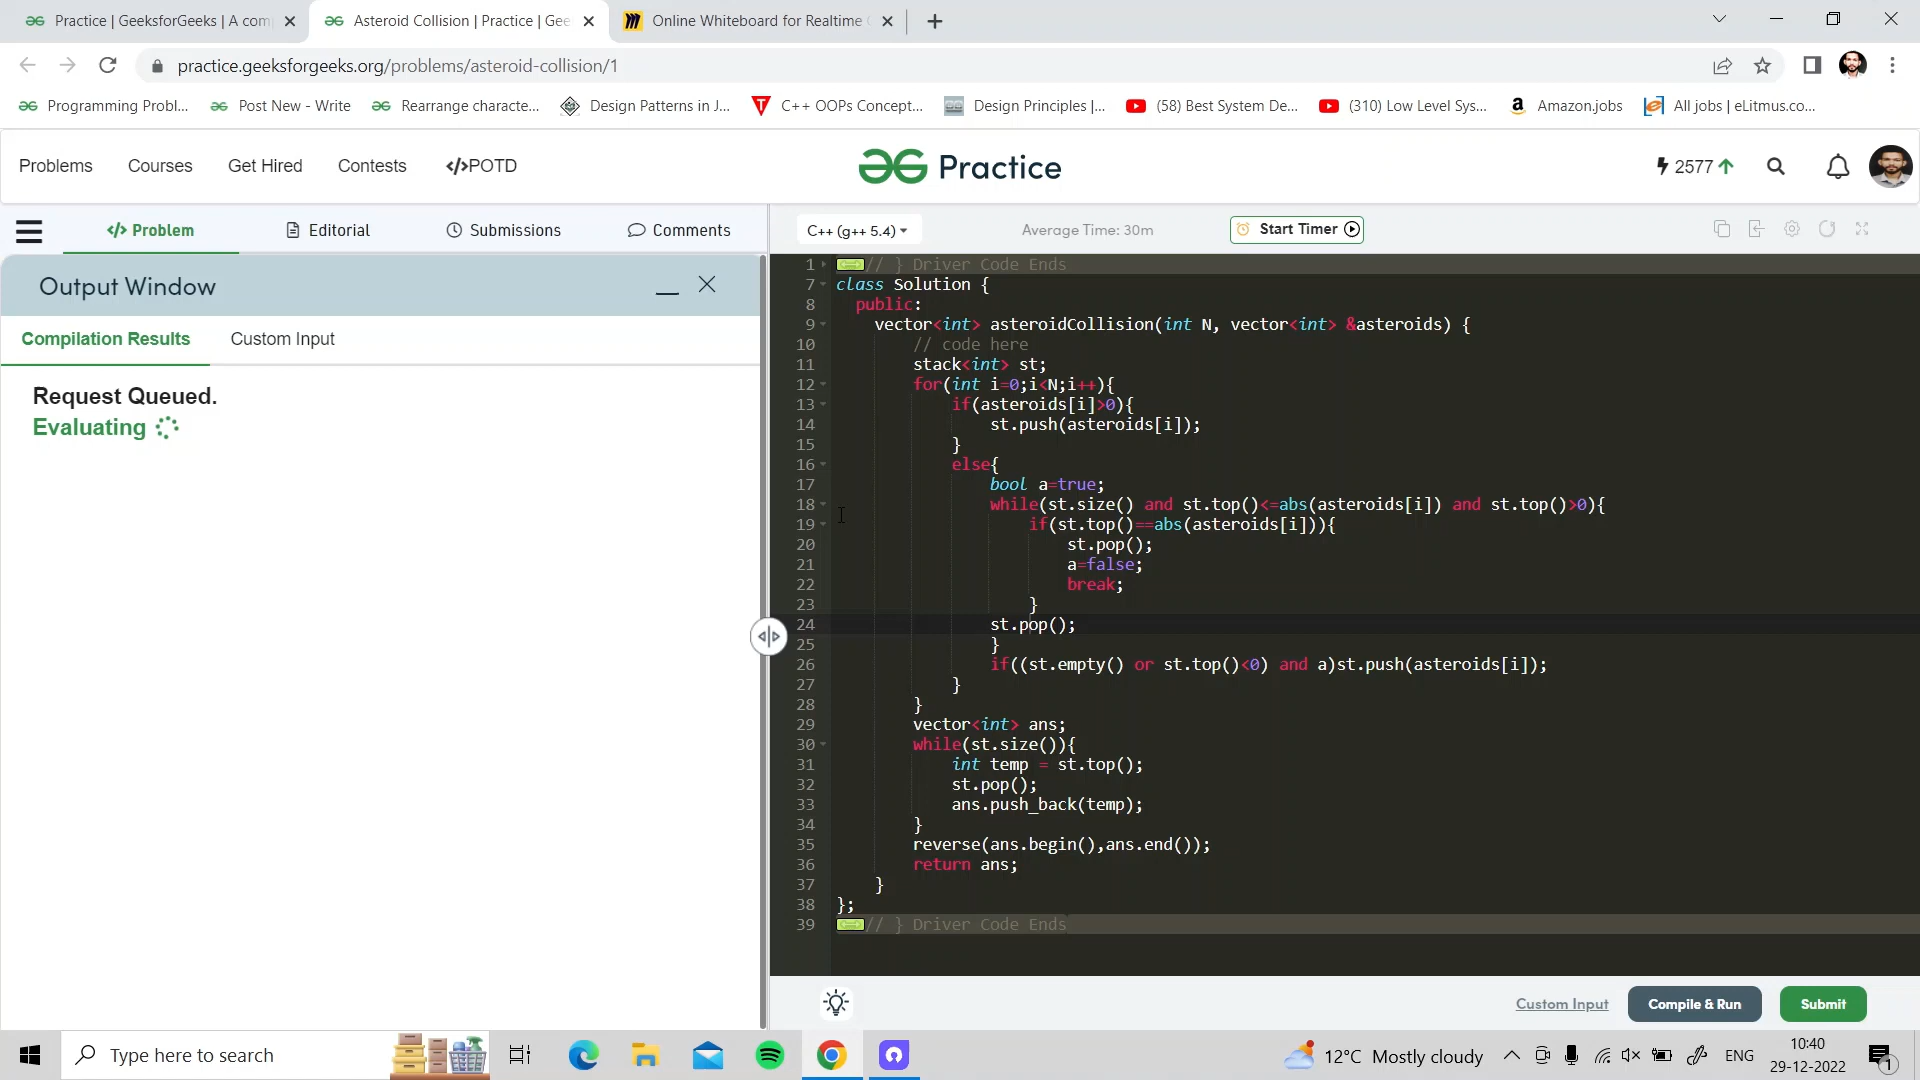 Practice | GeeksforGeeks | A com
Asteroid Collision | Practice | Gee
Online Whiteboard for Realtime
practice.geeksforgeeks.org/problems/asteroid-collision/1
Programming Probl...
Post New - Write
Rearrange characte...
Design Patterns in J...
C++ OOPs Concept...
Design Principles |...
(58) Best System De...
(310) Low Level Sys...
Amazon.jobs
All jobs | eLitmus.co...
Problems
Courses
Get Hired
Contests
</>POTD
Practice
2577
</> Problem
Editorial
Submissions
Comments
C++ (g++ 5.4)
Average Time: 30m
Start Timer
Output Window
Compilation Results
Custom Input
Request Queued.
Evaluating
1 // } Driver Code Ends
7 class Solution {
8 public:
9 vector<int> asteroidCollision(int N, vector<int> &asteroids) {
10 // code here
11 stack<int> st;
12 for(int i=0;i<N;i++){
13 if(asteroids[i]>0){
14 st.push(asteroids[i]);
15 }
16 else{
17 bool a=true;
18 while(st.size() and st.top()<=abs(asteroids[i]) and st.top()>0){
19 if(st.top()==abs(asteroids[i])){
20 st.pop();
21 a=false;
22 break;
23 }
24 st.pop();
25 }
26 if((st.empty() or st.top()<0) and a)st.push(asteroids[i]);
27 }
28 }
29 vector<int> ans;
30 while(st.size()){
31 int temp = st.top();
32 st.pop();
33 ans.push_back(temp);
34 }
35 reverse(ans.begin(),ans.end());
36 return ans;
37 }
38 };
39 // } Driver Code Ends
Custom Input
Compile & Run
Submit
Type here to search
12°C Mostly cloudy
ENG
10:40
29-12-2022
1